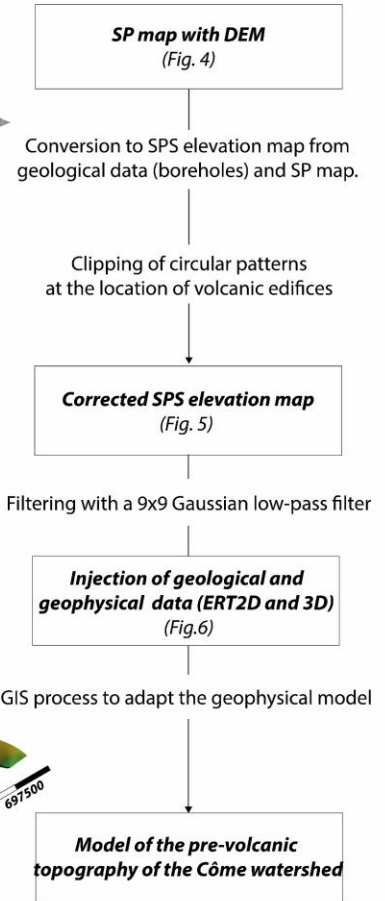 SP map with DEM
(Fig. 4)
Conversion to SPS elevation map from
geological data (boreholes) and SP map.
Clipping of circular patterns
at the location of volcanic edifices
Corrected SPS elevation map
(Fig. 5)
Filtering with a 9x9 Gaussian low-pass filter
Injection of geological and
geophysical data (ERT2D and 3D)
(Fig.6)
GIS process to adapt the geophysical model
697500
Model of the pre-volcanic
topography of the Côme watershed